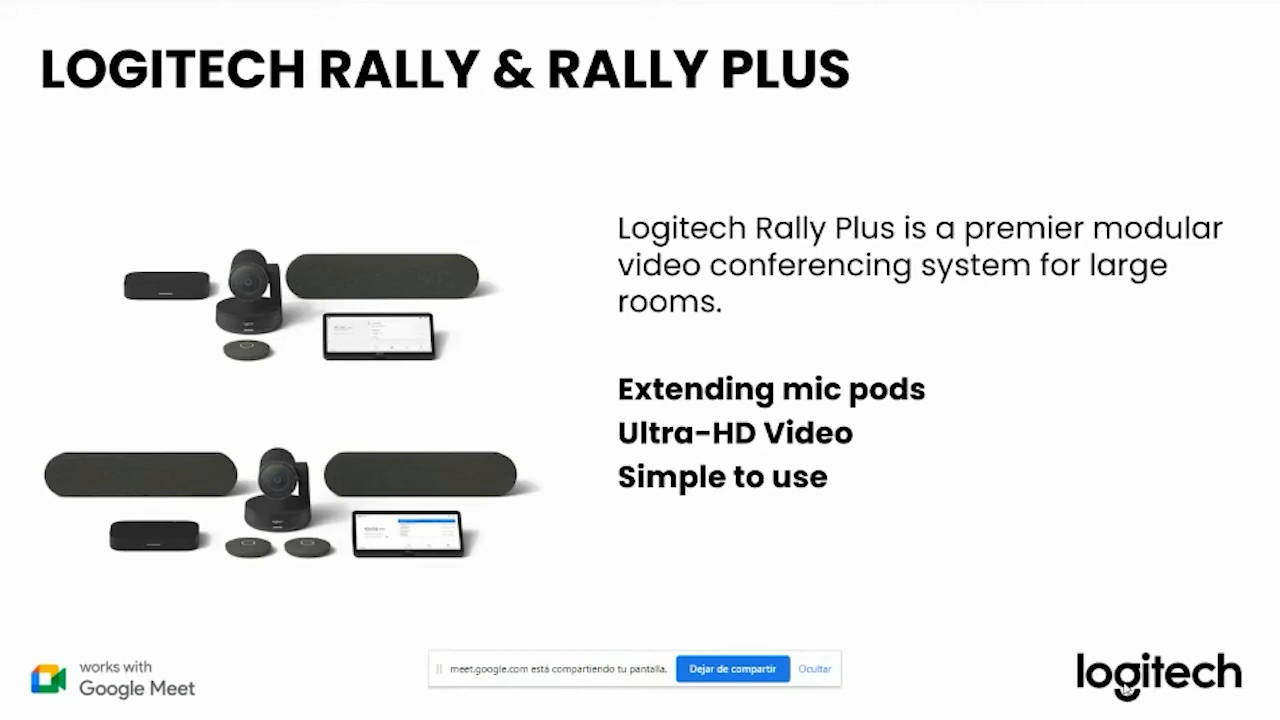 LOGITECH RALLY & RALLY PLUS
Logitech Rally Plus is a premier modular
video conferencing system for large
rooms.
Extending mic pods
Ultra-HD Video
Simple to use
works with
Google Meet
meet.google.com está compartiendo tu pantalla.
Dejar de compartir
Ocultar
logitech